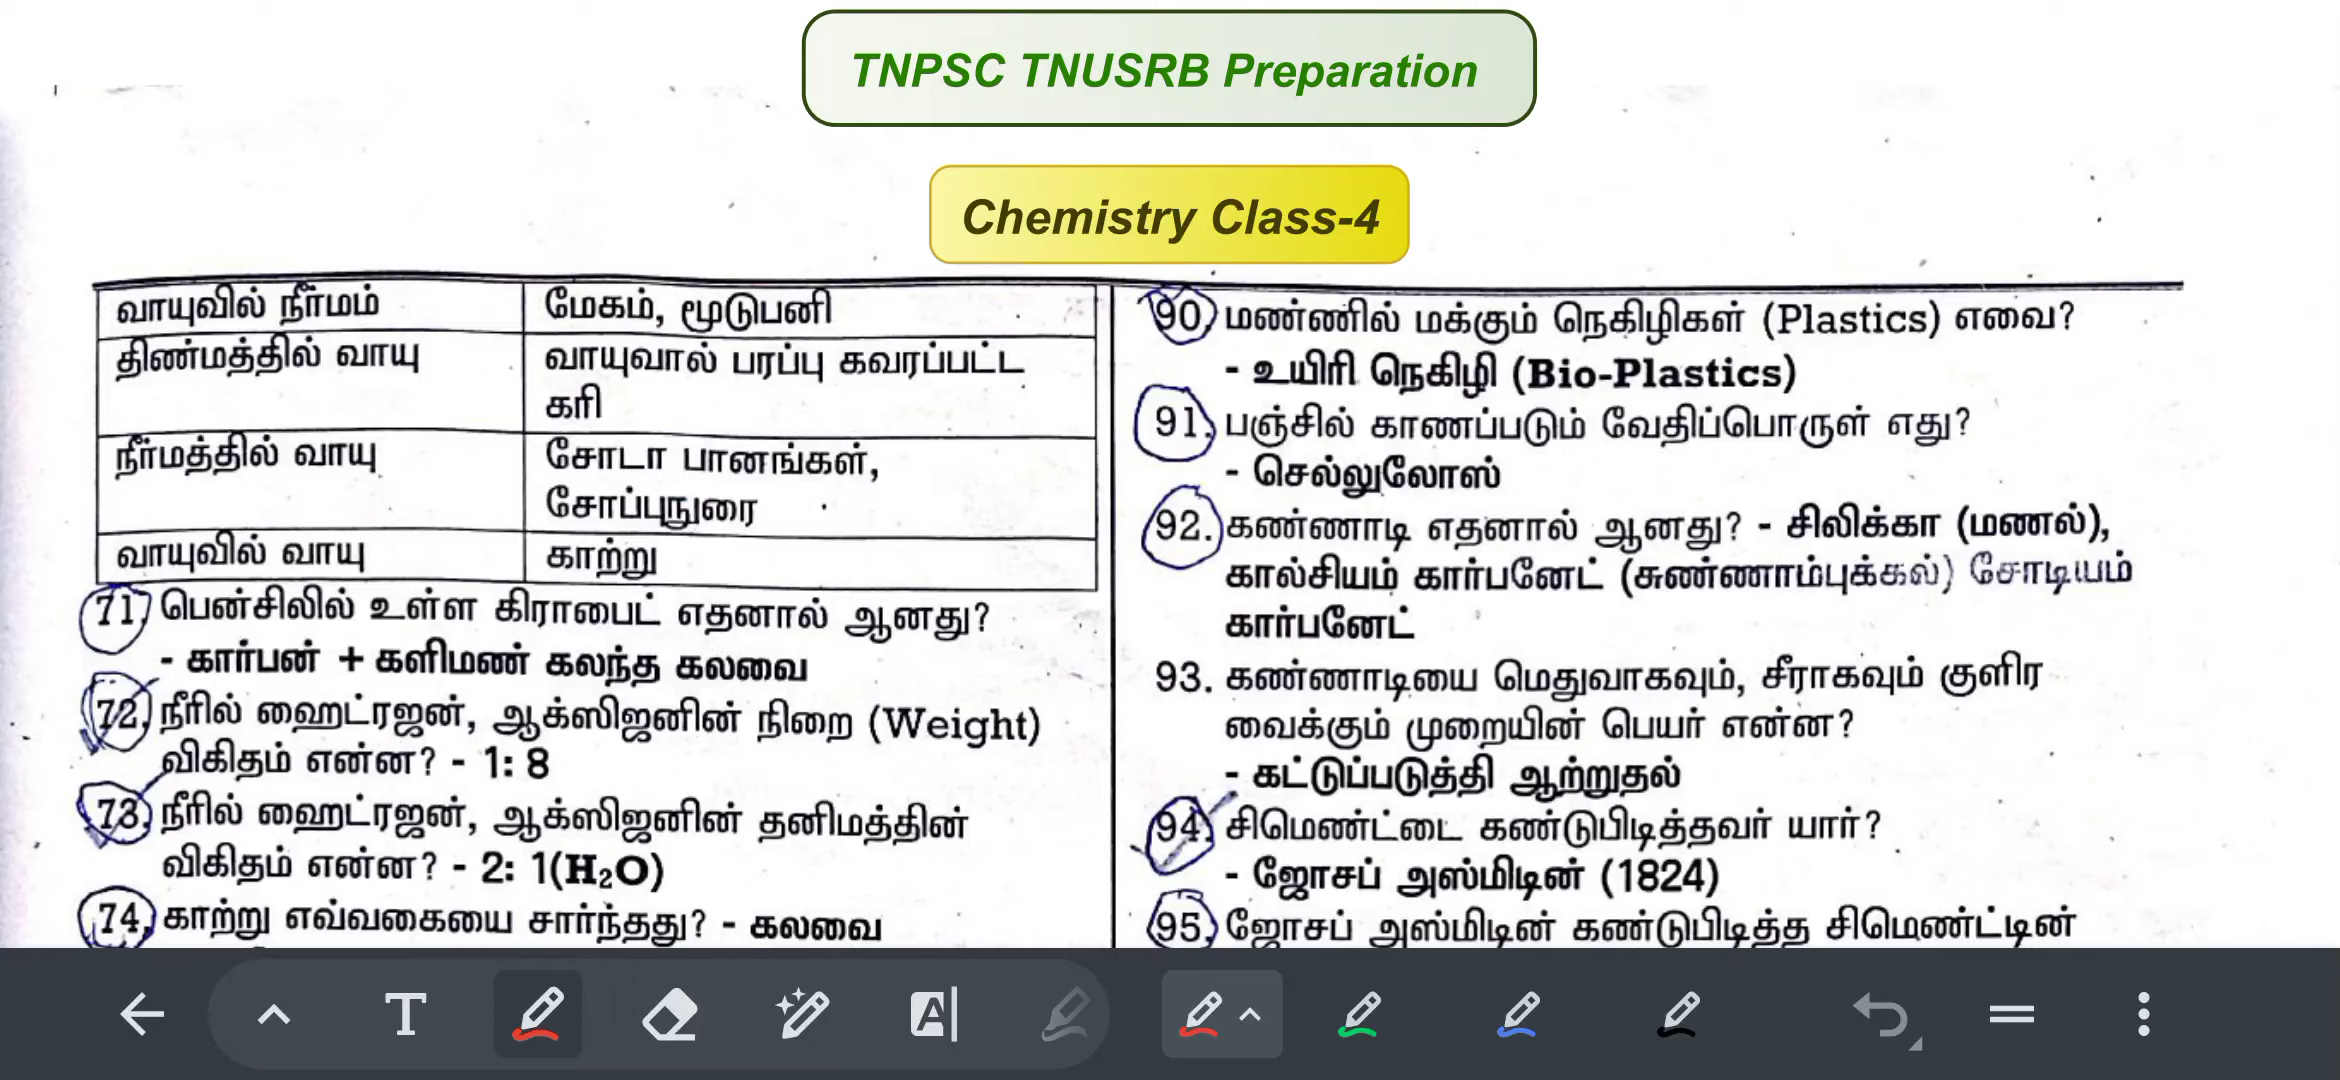 TNPSC TNUSRB Preparation
Chemistry Class-4
வாயுவில் நீர்மம்
மேகம், மூடுபனி
திண்மத்தில் வாயு
வாயுவால் பரப்பு கவரப்பட்ட
கரி
நீர்மத்தில் வாயு
சோடா பானங்கள்,
சோப்புநுரை
வாயுவில் வாயு
காற்று
71. பென்சிலில் உள்ள கிராபைட் எதனால் ஆனது?
- கார்பன் + களிமண் கலந்த கலவை
72. நீரில் ஹைட்ரஜன், ஆக்ஸிஜனின் நிறை (Weight)
விகிதம் என்ன? - 1: 8
73. நீரில் ஹைட்ரஜன், ஆக்ஸிஜனின் தனிமத்தின்
விகிதம் என்ன? - 2: 1(H₂O)
74. காற்று எவ்வகையை சார்ந்தது? - கலவை
90. மண்ணில் மக்கும் நெகிழிகள் (Plastics) எவை?
- உயிரி நெகிழி (Bio-Plastics)
91. பஞ்சில் காணப்படும் வேதிப்பொருள் எது?
- செல்லுலோஸ்
92. கண்ணாடி எதனால் ஆனது? - சிலிக்கா (மணல்),
கால்சியம் கார்பனேட் (சுண்ணாம்புக்கல்) சோடியம்
கார்பனேட்
93. கண்ணாடியை மெதுவாகவும், சீராகவும் குளிர
வைக்கும் முறையின் பெயர் என்ன?
- கட்டுப்படுத்தி ஆற்றுதல்
94. சிமெண்ட்டை கண்டுபிடித்தவர் யார்?
- ஜோசப் அஸ்மிடின் (1824)
95. ஜோசப் அஸ்மிடின் கண்டுபிடித்த சிமெண்ட்டின்